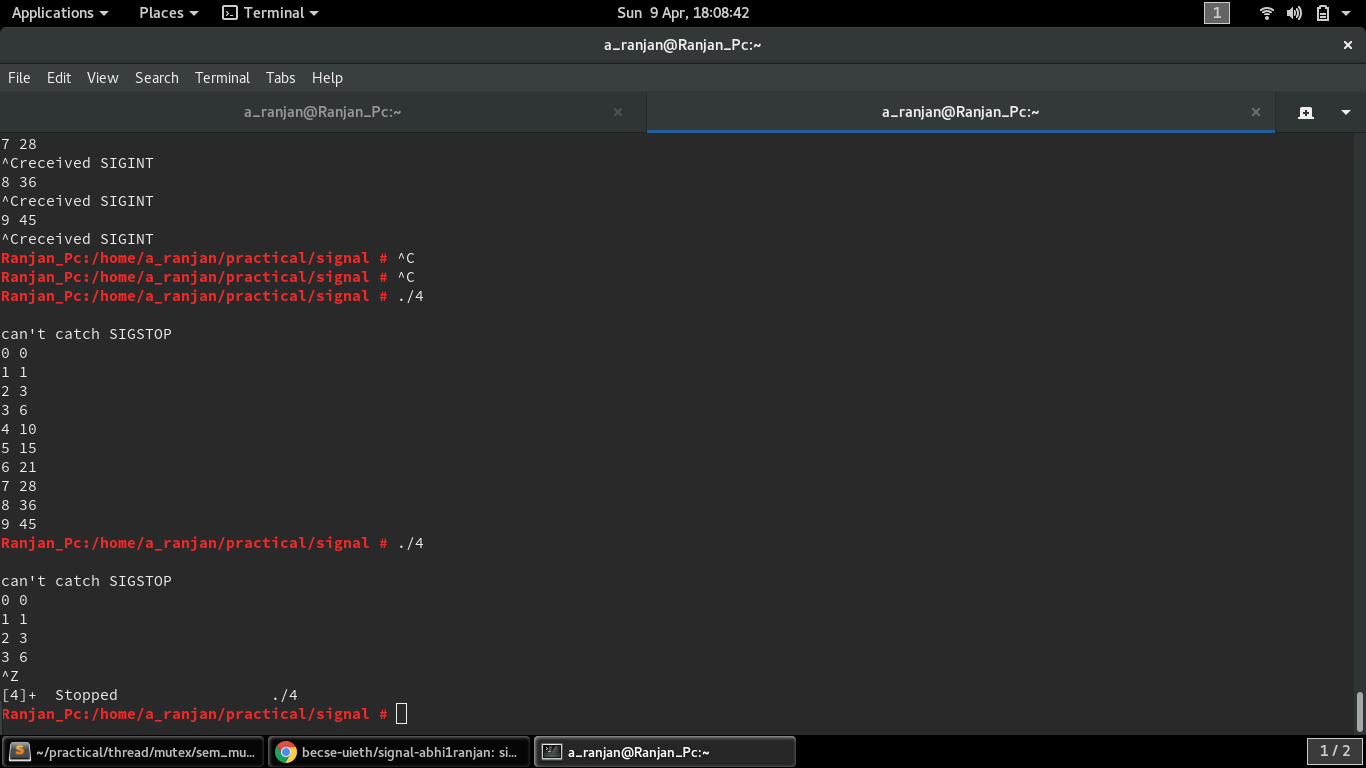 Applications Places Terminal Sun 9 Apr, 18:08:42 1
a_ranjan@Ranjan_Pc:~ ×
File Edit View Search Terminal Tabs Help
a_ranjan@Ranjan_Pc:~ × a_ranjan@Ranjan_Pc:~ ×
7 28
^Creceived SIGINT
8 36
^Creceived SIGINT
9 45
^Creceived SIGINT
Ranjan_Pc:/home/a_ranjan/practical/signal # ^C
Ranjan_Pc:/home/a_ranjan/practical/signal # ^C
Ranjan_Pc:/home/a_ranjan/practical/signal # ./4
can't catch SIGSTOP
0 0
1 1
2 3
3 6
4 10
5 15
6 21
7 28
8 36
9 45
Ranjan_Pc:/home/a_ranjan/practical/signal # ./4
can't catch SIGSTOP
0 0
1 1
2 3
3 6
^Z
[4]+  Stopped                 ./4
Ranjan_Pc:/home/a_ranjan/practical/signal #
~/practical/thread/mutex/sem_mu... becse-uieth/signal-abhi1ranjan: si... a_ranjan@Ranjan_Pc:~ 1 / 2